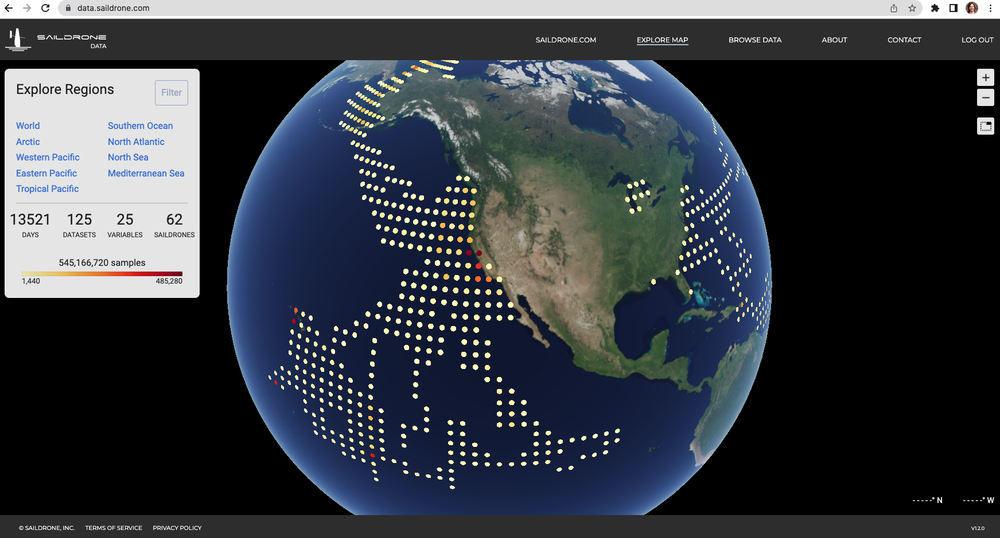 data.saildrone.com
SAILDRONE
DATA
SAILDRONE.COM
EXPLORE MAP
BROWSE DATA
ABOUT
CONTACT
LOG OUT
Explore Regions
Filter
World
Southern Ocean
Arctic
North Atlantic
Western Pacific
North Sea
Eastern Pacific
Mediterranean Sea
Tropical Pacific
13521
125
25
62
DAYS
DATASETS
VARIABLES
SAILDRONES
545,166,720 samples
1,440
485,280
+
−
-----° N
-----° W
© SAILDRONE, INC.
TERMS OF SERVICE
PRIVACY POLICY
V1.2.0